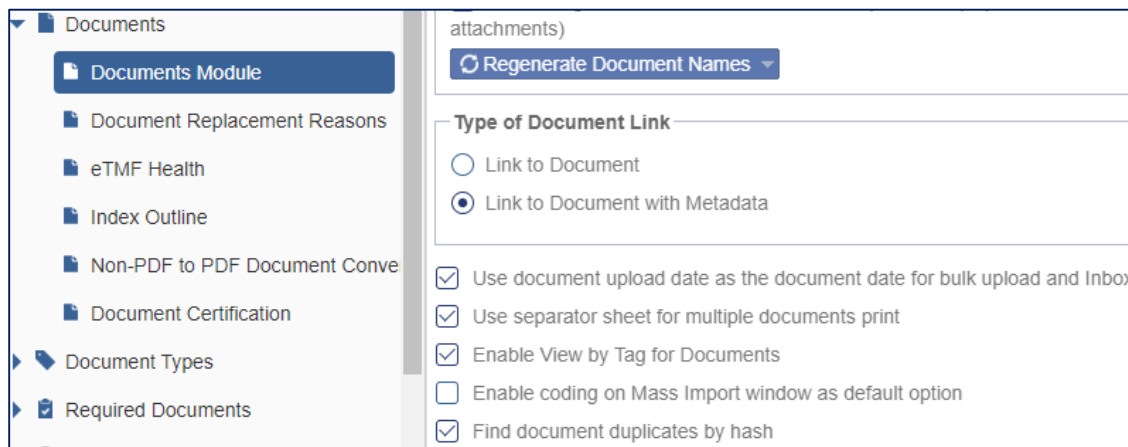 Documents
Documents Module
Document Replacement Reasons
eTMF Health
Index Outline
Non-PDF to PDF Document Conve
Document Certification
Document Types
Required Documents
attachments)
Regenerate Document Names
Type of Document Link
Link to Document
Link to Document with Metadata
Use document upload date as the document date for bulk upload and Inbox
Use separator sheet for multiple documents print
Enable View by Tag for Documents
Enable coding on Mass Import window as default option
Find document duplicates by hash